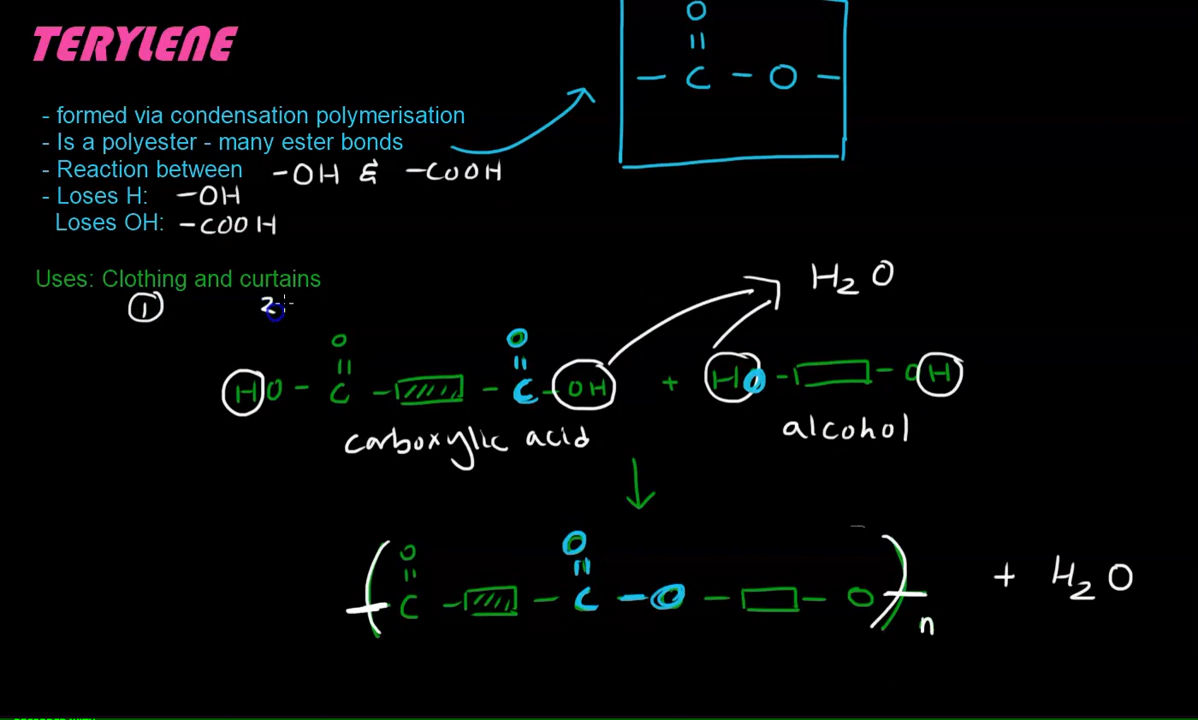 TERYLENE
O
||
— C — O —
- formed via condensation polymerisation
- Is a polyester - many ester bonds
- Reaction between -OH & -COOH
- Loses H: -OH
Loses OH: -COOH
Uses: Clothing and curtains
① 2
H2O
O O
|| ||
HO - C - - C - OH + HO - - OH
carboxylic acid
alcohol
O O
|| ||
( C - - C - O - - O )n + H2O